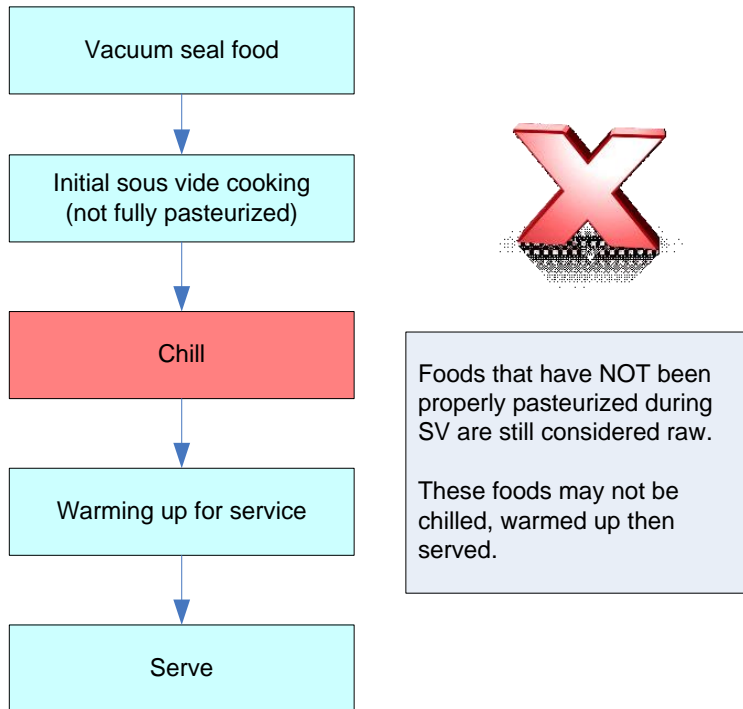 Vacuum seal food
Initial sous vide cooking
(not fully pasteurized)
Chill
Warming up for service
Serve
Foods that have NOT been
properly pasteurized during
SV are still considered raw.
These foods may not be
chilled, warmed up then
served.